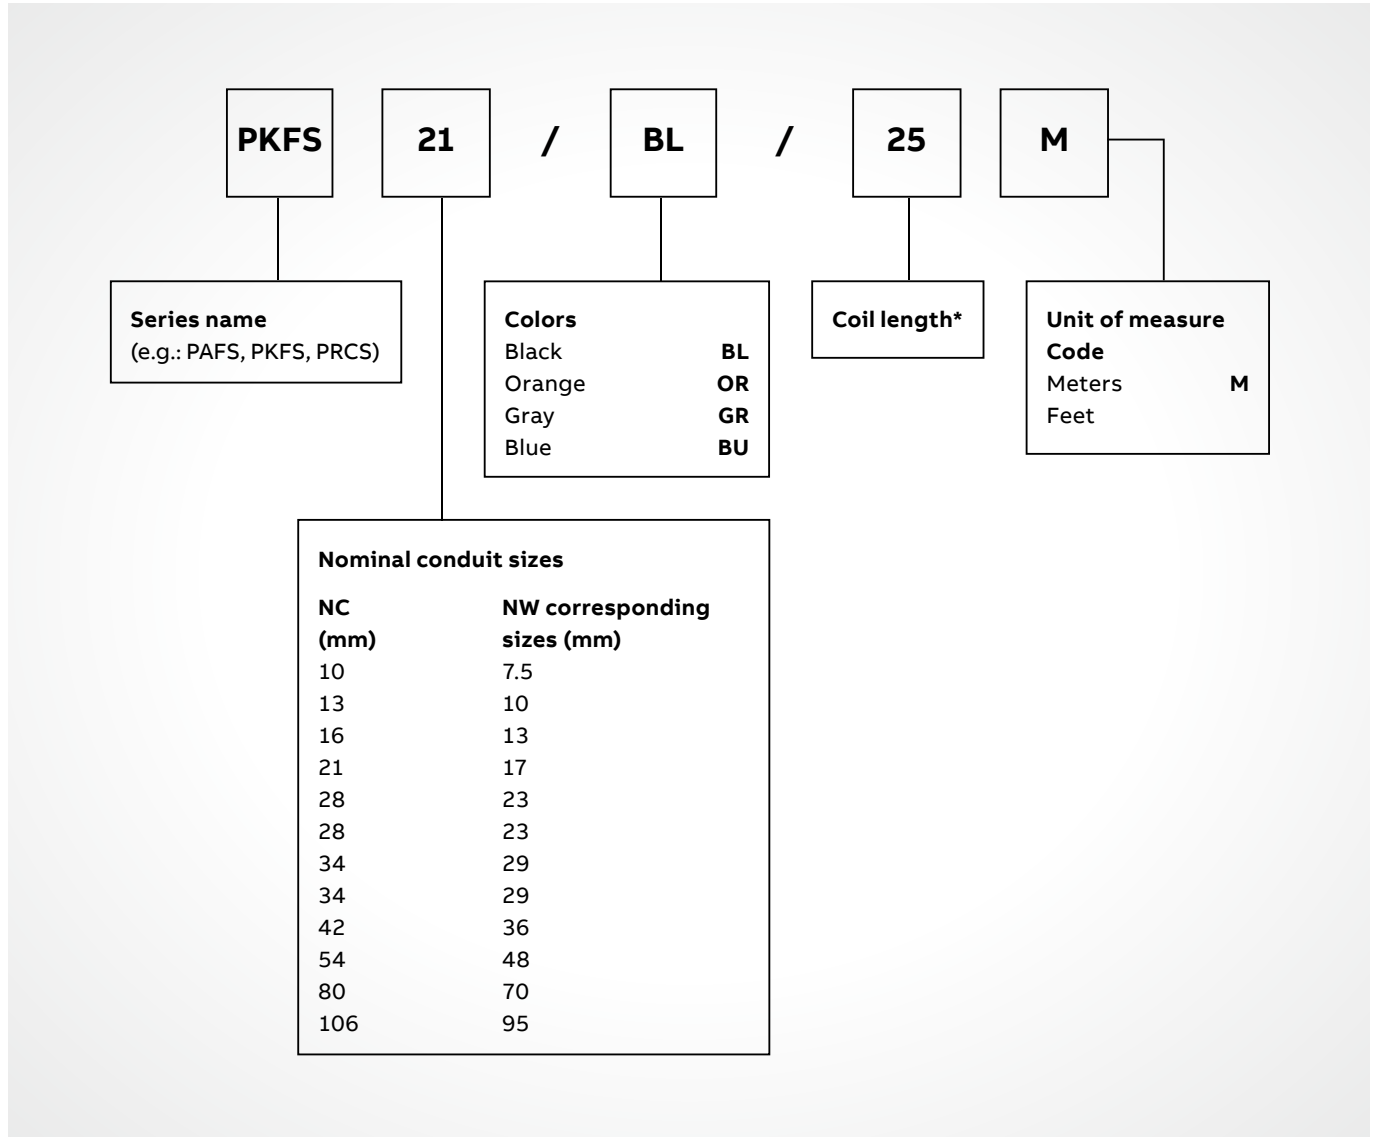 PKFS 21 / BL / 25 M
Series name
(e.g.: PAFS, PKFS, PRCS)
Colors
Black BL
Orange OR
Gray GR
Blue BU
Coil length*
Unit of measure
Code
Meters M
Feet
Nominal conduit sizes
NC NW corresponding
(mm) sizes (mm)
10 7.5
13 10
16 13
21 17
28 23
28 23
34 29
34 29
42 36
54 48
80 70
106 95